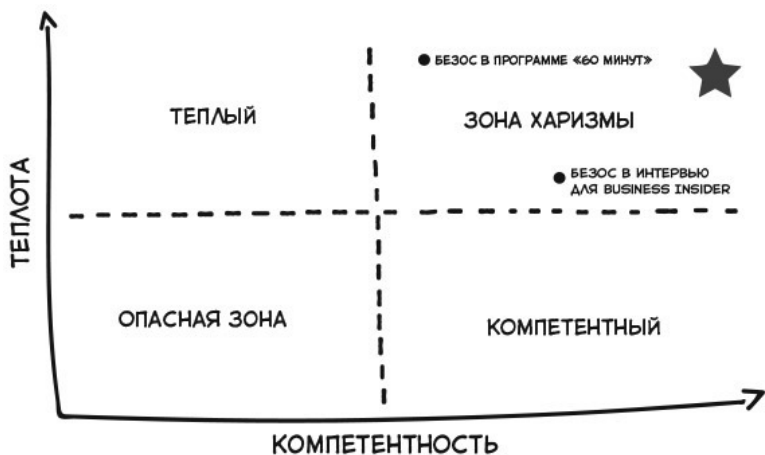 БЕЗОС В ПРОГРАММЕ «60 МИНУТ»
ТЕПЛЫЙ
ЗОНА ХАРИЗМЫ
БЕЗОС В ИНТЕРВЬЮ
ДЛЯ BUSINESS INSIDER
ТЕПЛОТА
ОПАСНАЯ ЗОНА
КОМПЕТЕНТНЫЙ
КОМПЕТЕНТНОСТЬ